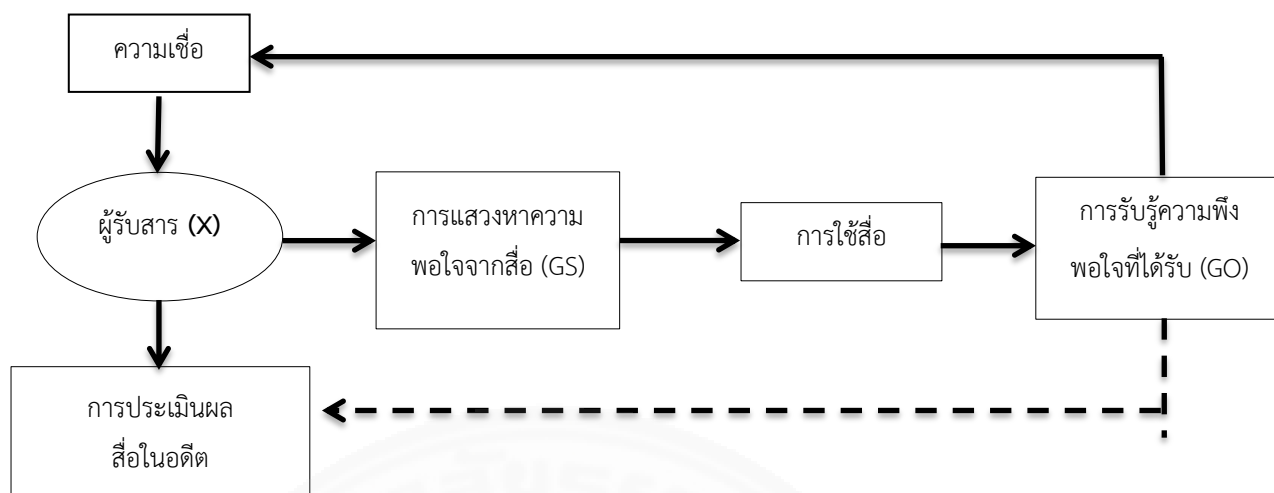 ความเชื่อ
ผู้รับสาร (X)
การแสวงหาความ
พอใจจากสื่อ (GS)
การใช้สื่อ
การรับรู้ความพึง
พอใจที่ได้รับ (GO)
การประเมินผล
สื่อในอดีต